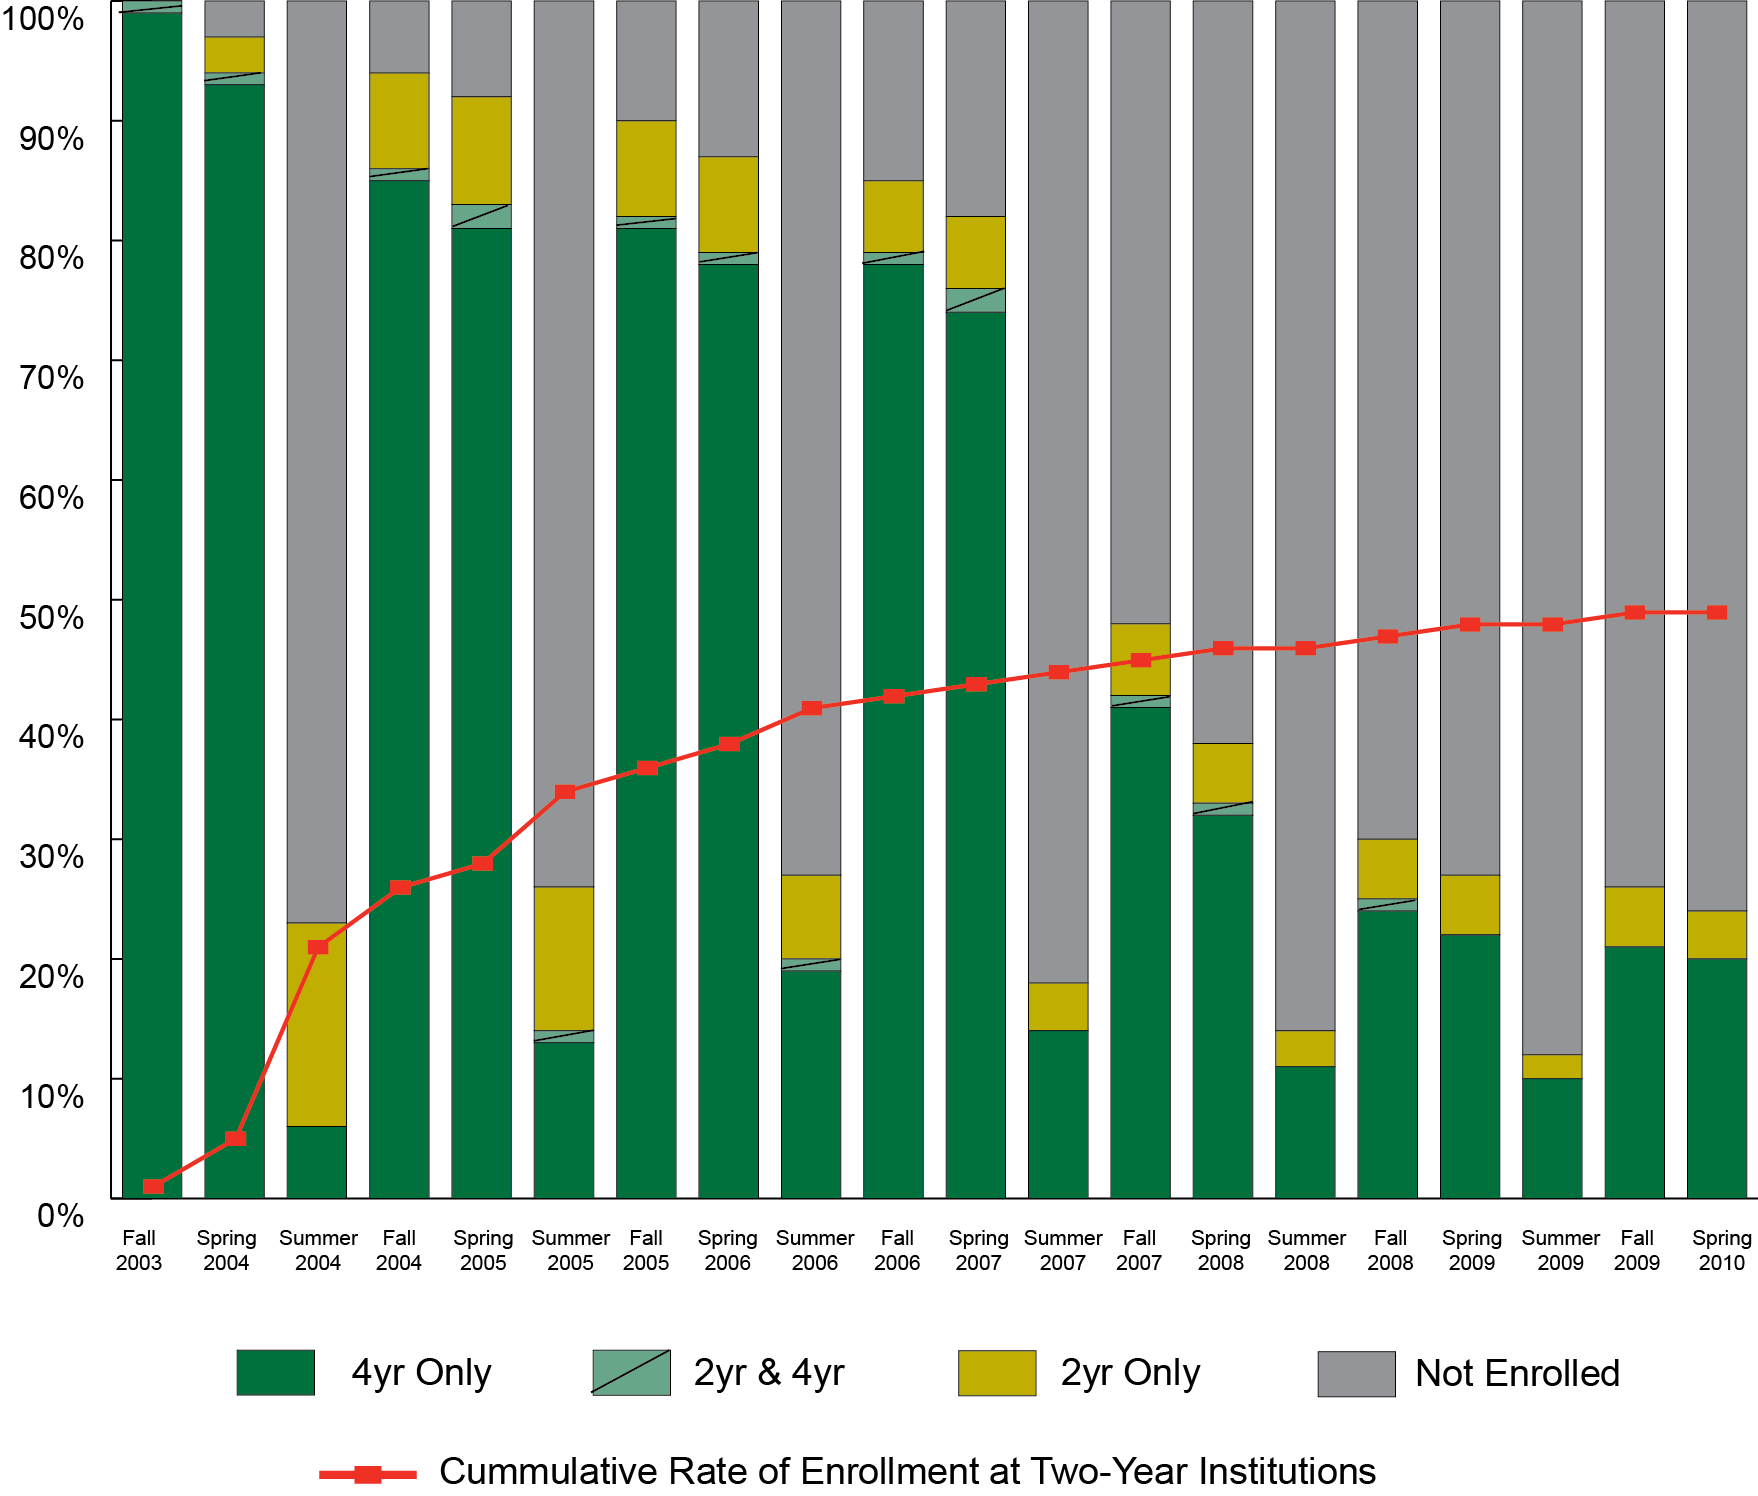 100%
90%
80%
70%
60%
50%
40%
30%
20%
10%
0%
Fall Spring Summer Fall Spring Summer Fall Spring Summer Fall Spring Summer Fall Spring Summer Fall Spring Summer Fall Spring
2003 2004 2004 2004 2005 2005 2005 2006 2006 2006 2007 2007 2007 2008 2008 2008 2009 2009 2009 2010
4yr Only 2yr & 4yr 2yr Only Not Enrolled
Cummulative Rate of Enrollment at Two-Year Institutions